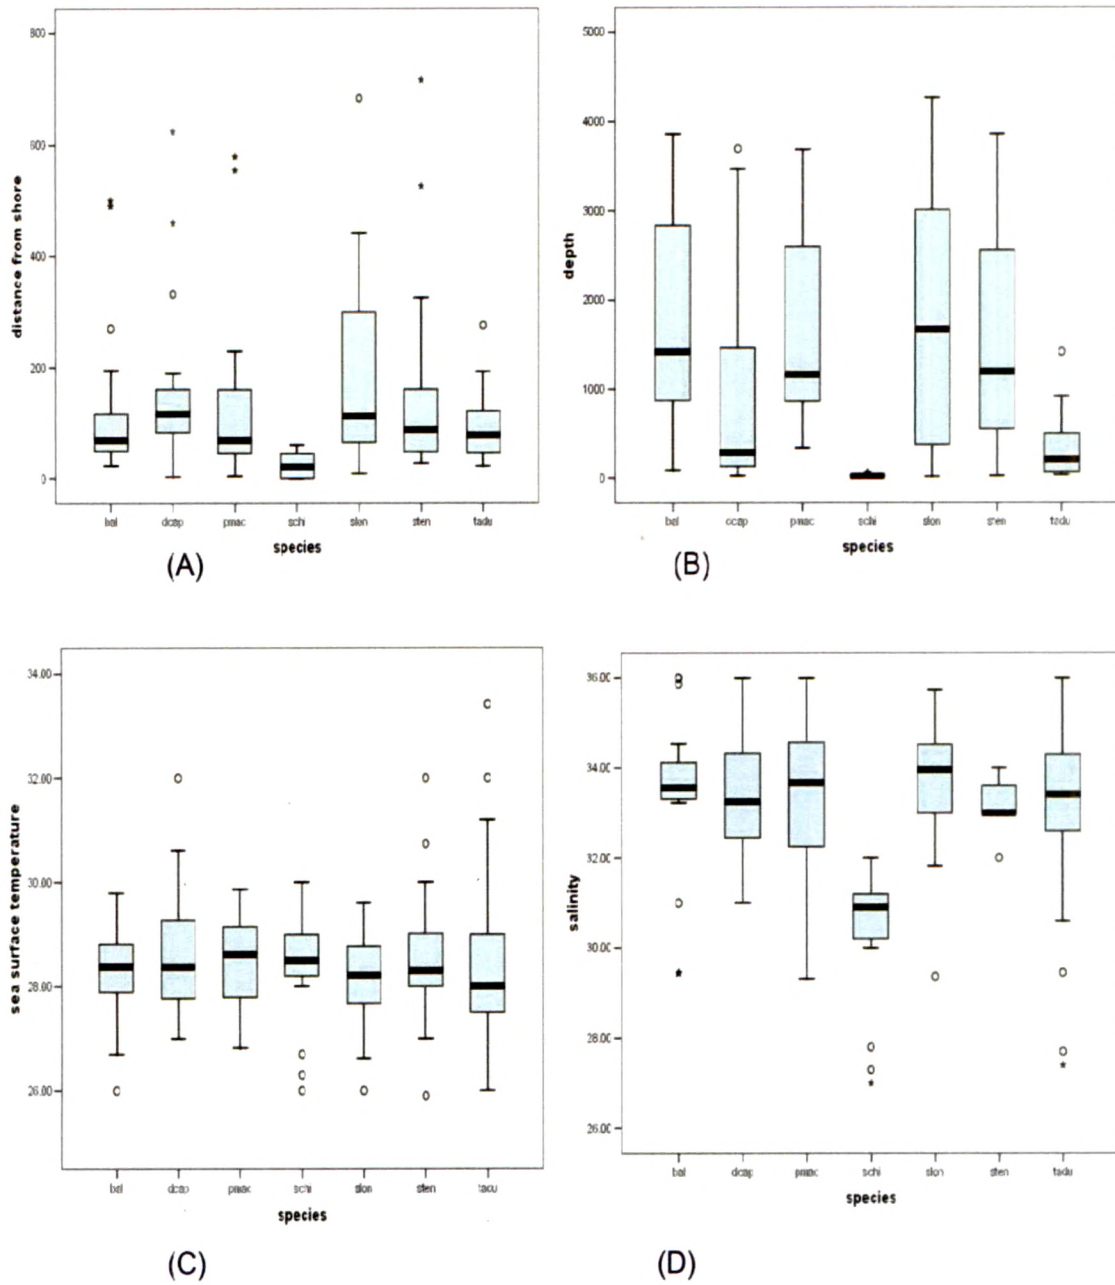 800
600
400
200
0
distance from shore
bal dcap pmac schi slon sten tadu
species
(A)
5000
4000
3000
2000
1000
0
depth
bal dcap pmac schi slon sten tadu
species
(B)
34.00
32.00
30.00
28.00
26.00
sea surface temperature
bal dcap pmac schi slon sten tadu
species
(C)
36.00
34.00
32.00
30.00
28.00
26.00
salinity
bal dcap pmac schi slon sten tadu
species
(D)